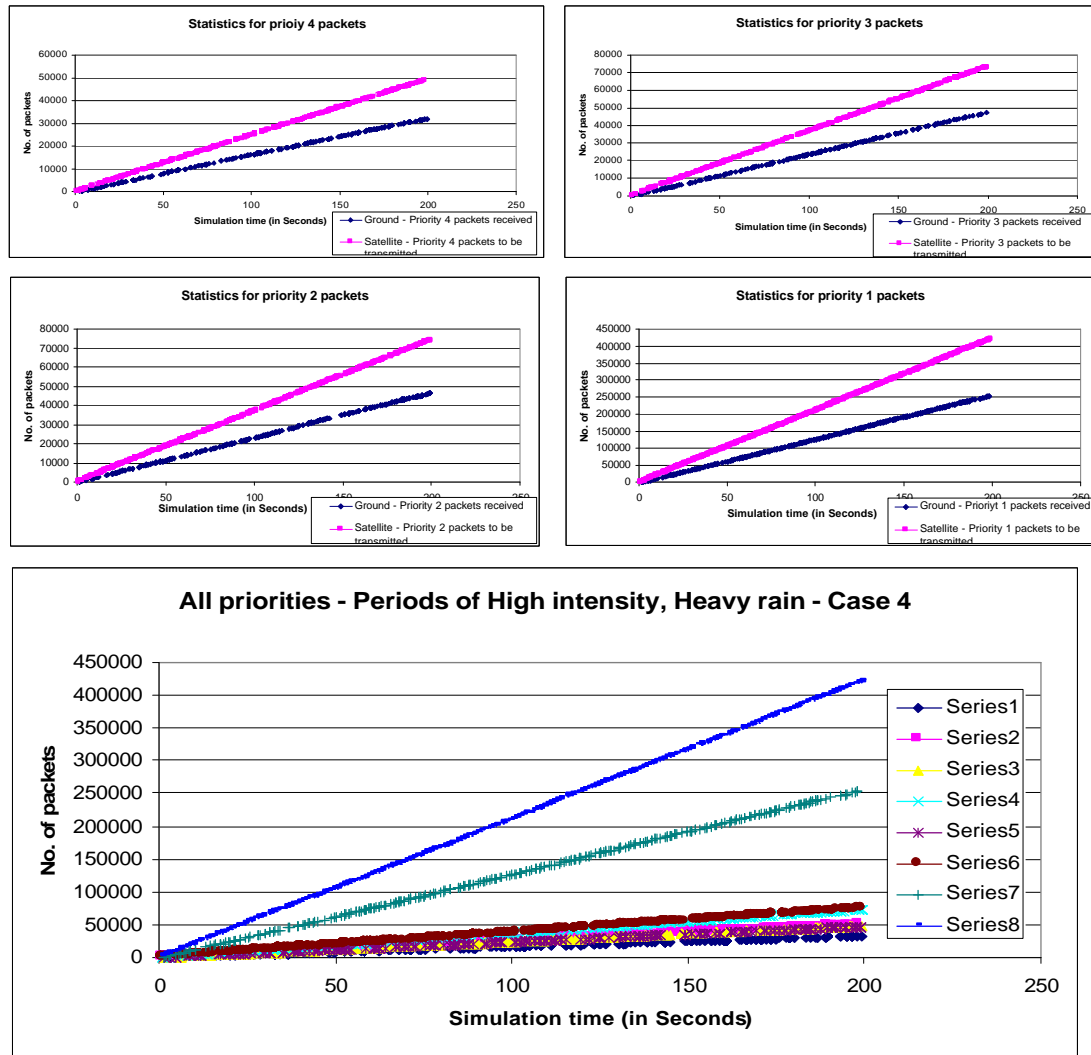 Statistics for prioiy 4 packets
60000
50000
40000
30000
20000
10000
0
No. of packets
0 50 100 150 200 250
Simulation time (in Seconds)
Ground - Priority 4 packets received
Satellite - Priority 4 packets to be
transmitted
Statistics for priority 3 packets
80000
70000
60000
50000
40000
30000
20000
10000
0
No. of packets
0 50 100 150 200 250
Simulation time (in Seconds)
Ground - Priority 3 packets received
Satellite - Priority 3 packets to be
transmitted
Statistics for priority 2 packets
80000
70000
60000
50000
40000
30000
20000
10000
0
No. of packets
0 50 100 150 200 250
Simulation time (in Seconds)
Ground - Priority 2 packets received
Satellite - Priority 2 packets to be
transmitted
Statistics for priority 1 packets
450000
400000
350000
300000
250000
200000
150000
100000
50000
0
No. of packets
0 50 100 150 200 250
Simulation time (in Seconds)
Ground - Prioriyt 1 packets received
Satellite - Priority 1 packets to be
transmitted
All priorities - Periods of High intensity, Heavy rain - Case 4
450000
400000
350000
300000
250000
200000
150000
100000
50000
0
No. of packets
0 50 100 150 200 250
Simulation time (in Seconds)
Series1
Series2
Series3
Series4
Series5
Series6
Series7
Series8